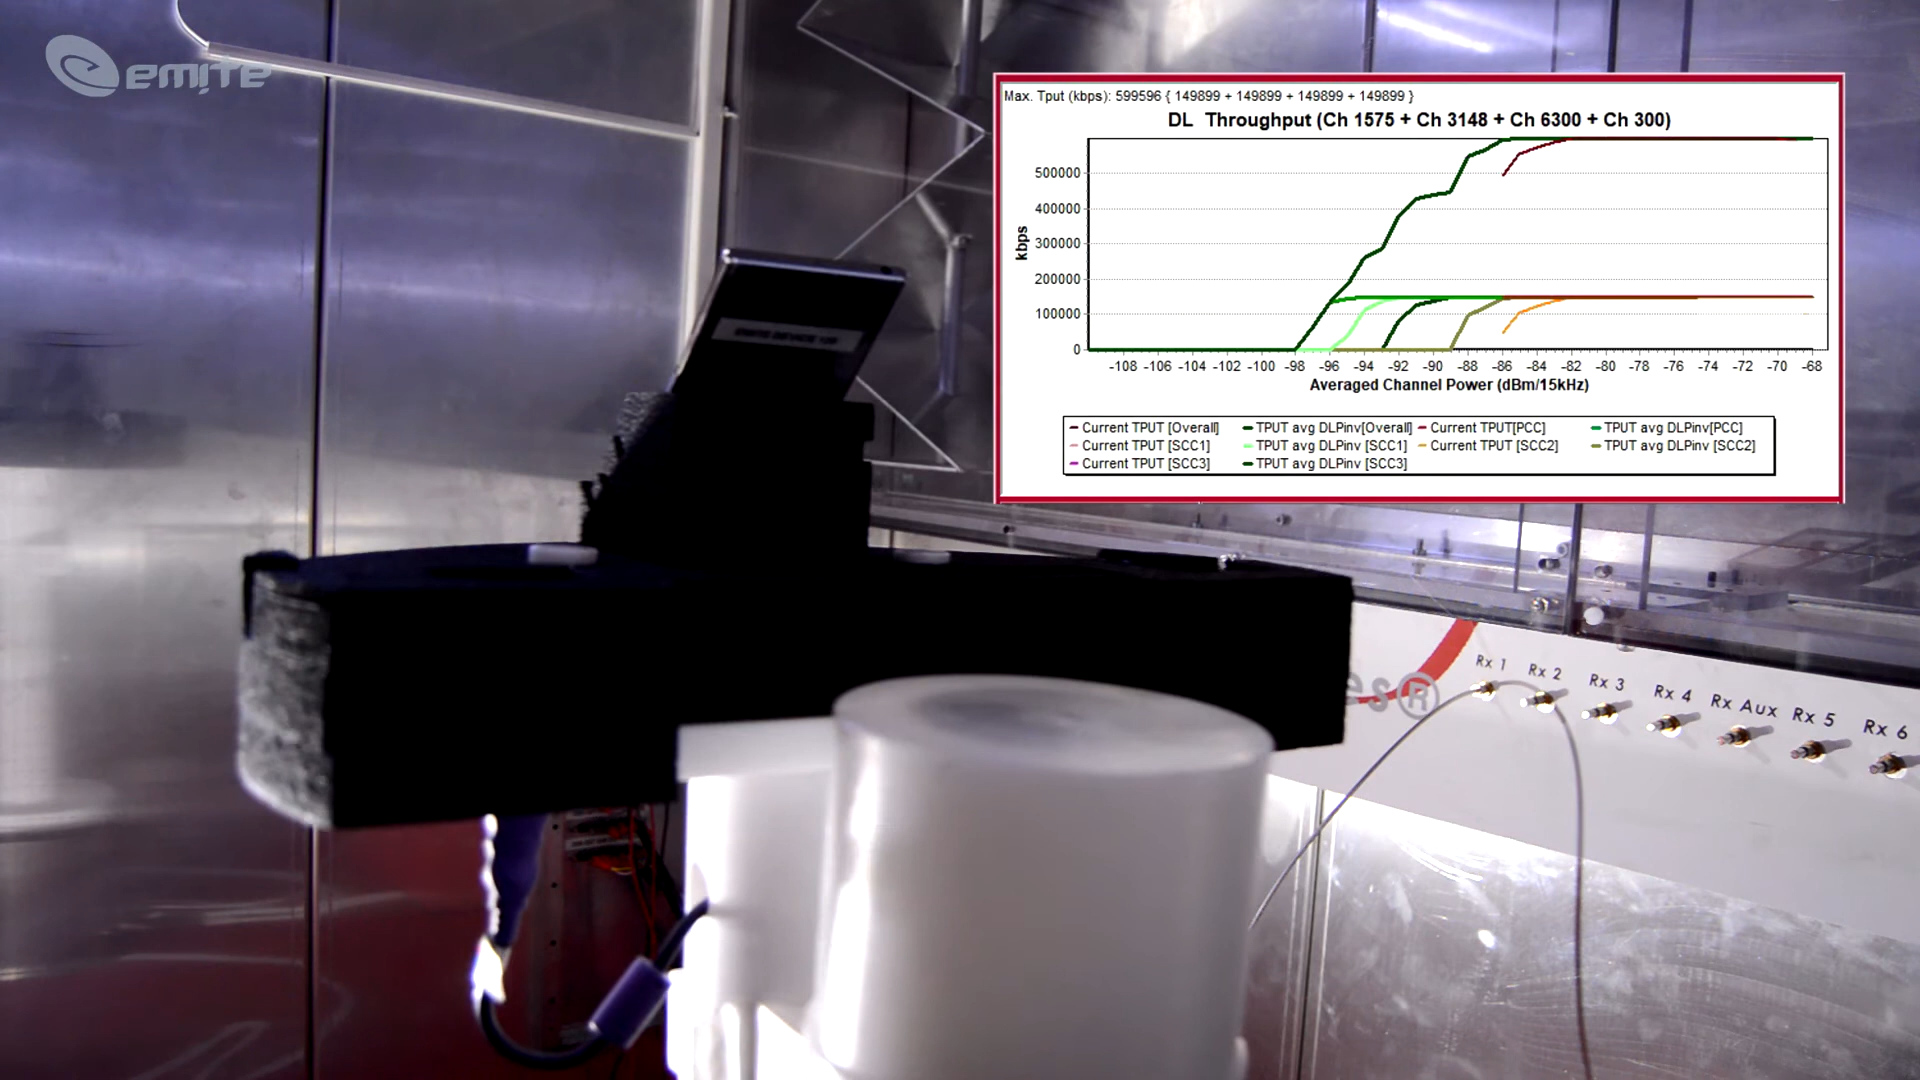 emite
Max. Tput (kbps): 599596 { 149899 + 149899 + 149899 + 149899 }
DL Throughput (Ch 1575 + Ch 3148 + Ch 6300 + Ch 300)
500000
400000
300000
200000
100000
0
kbps
-108 -106 -104 -102 -100 -98 -96 -94 -92 -90 -88 -86 -84 -82 -80 -78 -76 -74 -72 -70 -68
Averaged Channel Power (dBm/15kHz)
Current TPUT [Overall] TPUT avg DLPinv[Overall] Current TPUT[PCC] TPUT avg DLPinv[PCC]
Current TPUT [SCC1] TPUT avg DLPinv [SCC1] Current TPUT [SCC2] TPUT avg DLPinv [SCC2]
Current TPUT [SCC3] TPUT avg DLPinv [SCC3]
es®
Rx 1 Rx 2 Rx 3 Rx 4 Rx Aux Rx 5 Rx 6